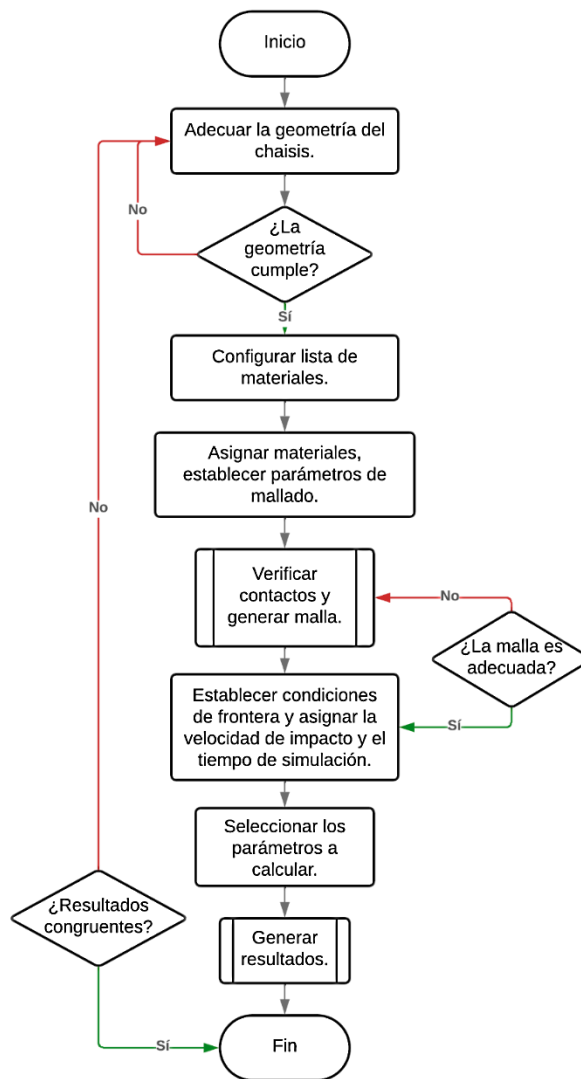 Inicio
Adecuar la geometría del
chaisis.
No
¿La
geometría
cumple?
Sí
Configurar lista de
materiales.
Asignar materiales,
establecer parámetros de
mallado.
No
Verificar
contactos y
generar malla.
No
¿La malla es
adecuada?
Establecer condiciones
de frontera y asignar la
velocidad de impacto y el
tiempo de simulación.
Sí
Seleccionar los
parámetros a
calcular.
¿Resultados
congruentes?
Generar
resultados.
Sí
Fin